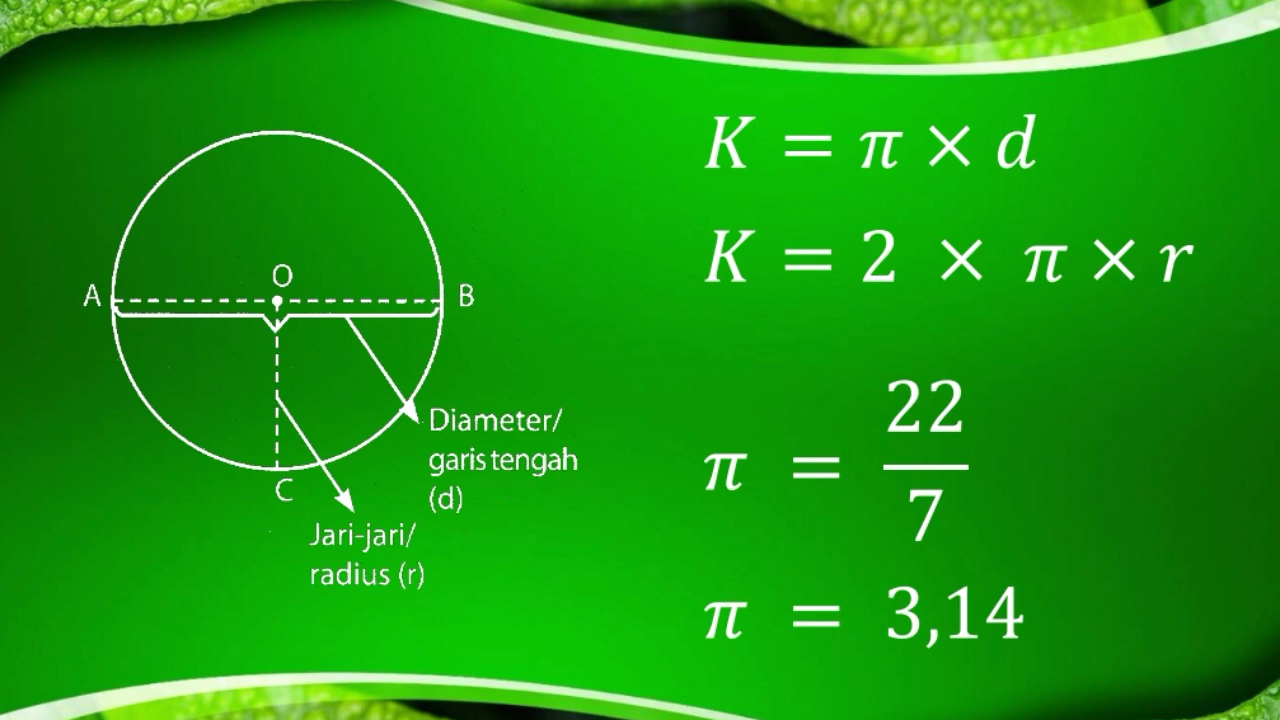 O
A
B
C
Diameter/
garis tengah
(d)
Jari-jari/
radius (r)
K = π × d
K = 2 × π × r
π = 22/7
π = 3,14